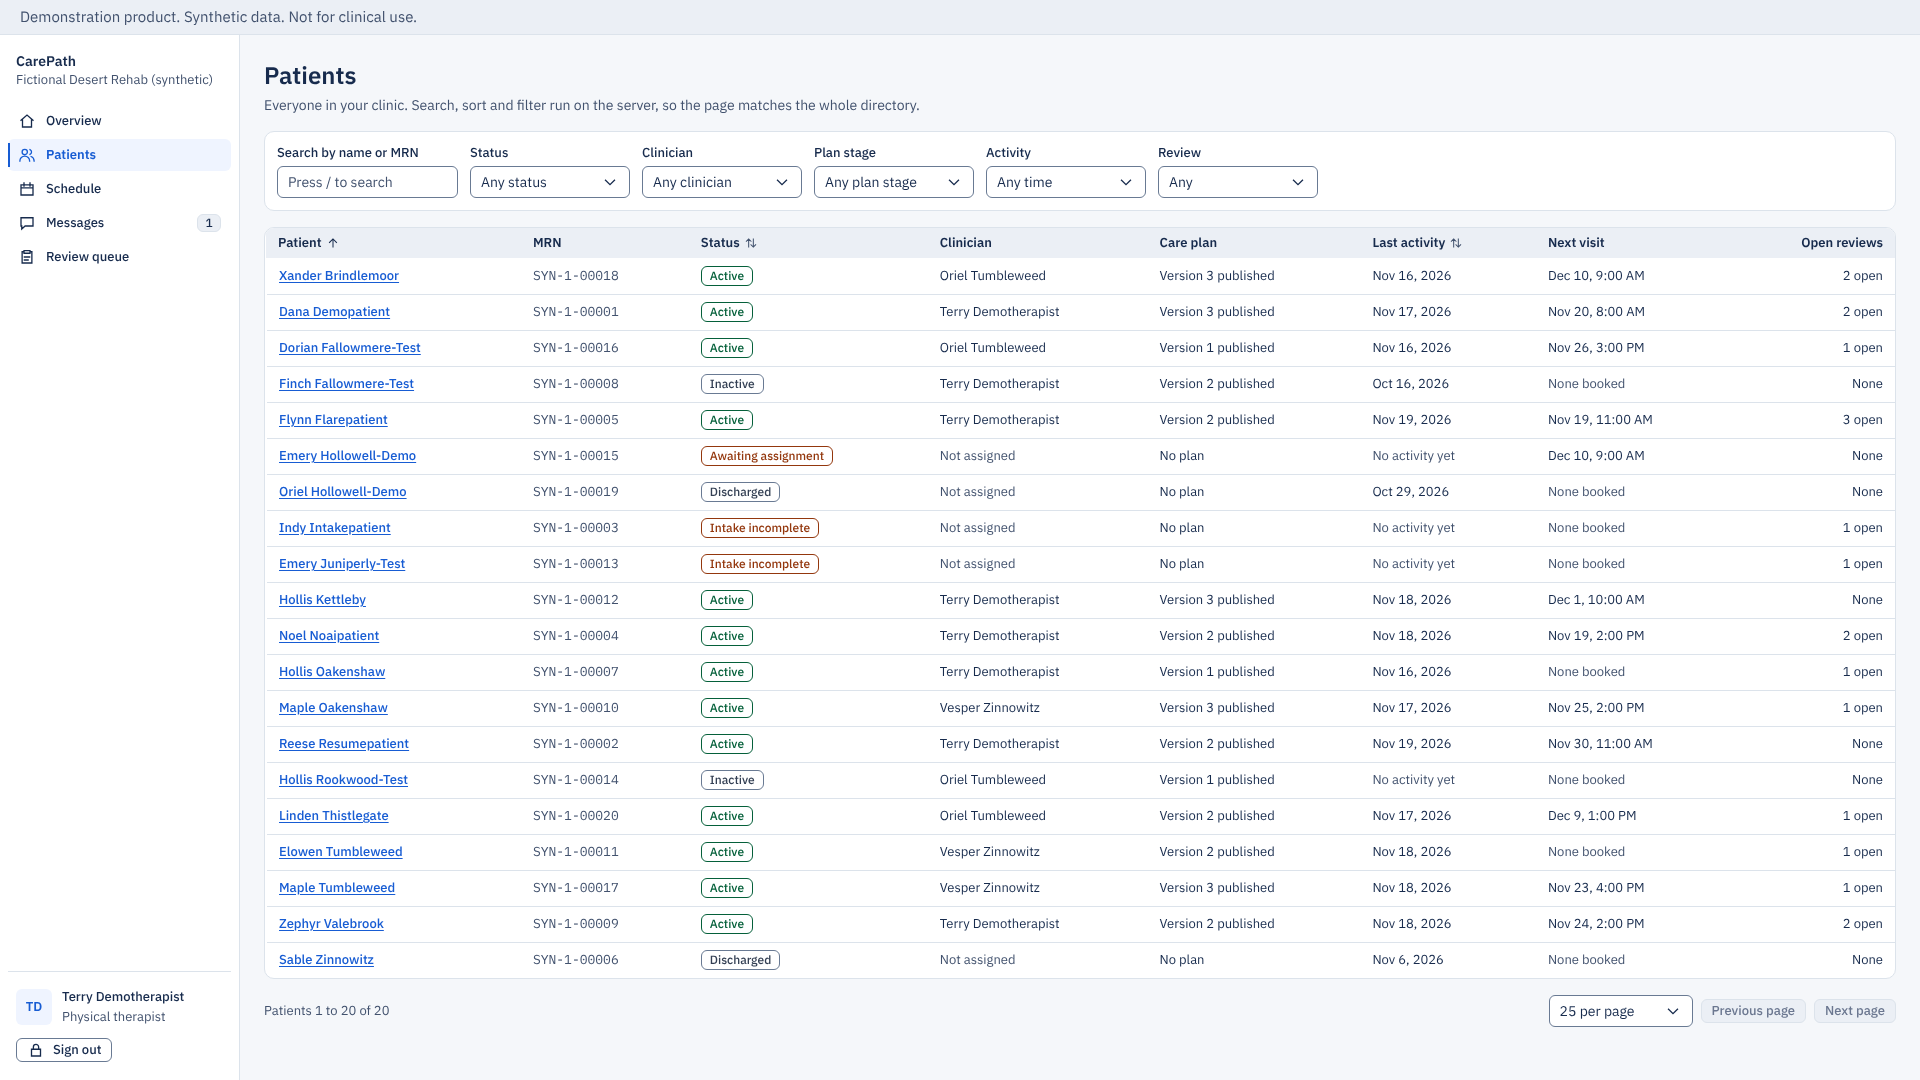 Demonstration product. Synthetic data. Not for clinical use.
CarePath
Fictional Desert Rehab (synthetic)
Overview
Patients
Schedule
Messages 1
Review queue
Terry Demotherapist
TD
Physical therapist
Sign out
Patients
Everyone in your clinic. Search, sort and filter run on the server, so the page matches the whole directory.
Search by name or MRN Status Clinician Plan stage Activity Review
Press / to search Any status Any clinician Any plan stage Any time Any
Patient MRN Status Clinician Care plan Last activity Next visit Open reviews
Xander Brindlemoor SYN-1-00018 Active Oriel Tumbleweed Version 3 published Nov 16, 2026 Dec 10, 9:00 AM 2 open
Dana Demopatient SYN-1-00001 Active Terry Demotherapist Version 3 published Nov 17, 2026 Nov 20, 8:00 AM 2 open
Dorian Fallowmere-Test SYN-1-00016 Active Oriel Tumbleweed Version 1 published Nov 16, 2026 Nov 26, 3:00 PM 1 open
Finch Fallowmere-Test SYN-1-00008 Inactive Terry Demotherapist Version 2 published Oct 16, 2026 None booked None
Flynn Flarepatient SYN-1-00005 Active Terry Demotherapist Version 2 published Nov 19, 2026 Nov 19, 11:00 AM 3 open
Emery Hollowell-Demo SYN-1-00015 Awaiting assignment Not assigned No plan No activity yet Dec 10, 9:00 AM None
Oriel Hollowell-Demo SYN-1-00019 Discharged Not assigned No plan Oct 29, 2026 None booked None
Indy Intakepatient SYN-1-00003 Intake incomplete Not assigned No plan No activity yet None booked 1 open
Emery Juniperly-Test SYN-1-00013 Intake incomplete Not assigned No plan No activity yet None booked 1 open
Hollis Kettleby SYN-1-00012 Active Terry Demotherapist Version 3 published Nov 18, 2026 Dec 1, 10:00 AM None
Noel Noaipatient SYN-1-00004 Active Terry Demotherapist Version 2 published Nov 18, 2026 Nov 19, 2:00 PM 2 open
Hollis Oakenshaw SYN-1-00007 Active Terry Demotherapist Version 1 published Nov 16, 2026 None booked 1 open
Maple Oakenshaw SYN-1-00010 Active Vesper Zinnowitz Version 3 published Nov 17, 2026 Nov 25, 2:00 PM 1 open
Reese Resumepatient SYN-1-00002 Active Terry Demotherapist Version 2 published Nov 19, 2026 Nov 30, 11:00 AM None
Hollis Rookwood-Test SYN-1-00014 Inactive Oriel Tumbleweed Version 1 published No activity yet None booked None
Linden Thistlegate SYN-1-00020 Active Oriel Tumbleweed Version 2 published Nov 17, 2026 Dec 9, 1:00 PM 1 open
Elowen Tumbleweed SYN-1-00011 Active Vesper Zinnowitz Version 2 published Nov 18, 2026 None booked 1 open
Maple Tumbleweed SYN-1-00017 Active Vesper Zinnowitz Version 3 published Nov 18, 2026 Nov 23, 4:00 PM 1 open
Zephyr Valebrook SYN-1-00009 Active Terry Demotherapist Version 2 published Nov 18, 2026 Nov 24, 2:00 PM 2 open
Sable Zinnowitz SYN-1-00006 Discharged Not assigned No plan Nov 6, 2026 None booked None
Patients 1 to 20 of 20 25 per page Previous page Next page